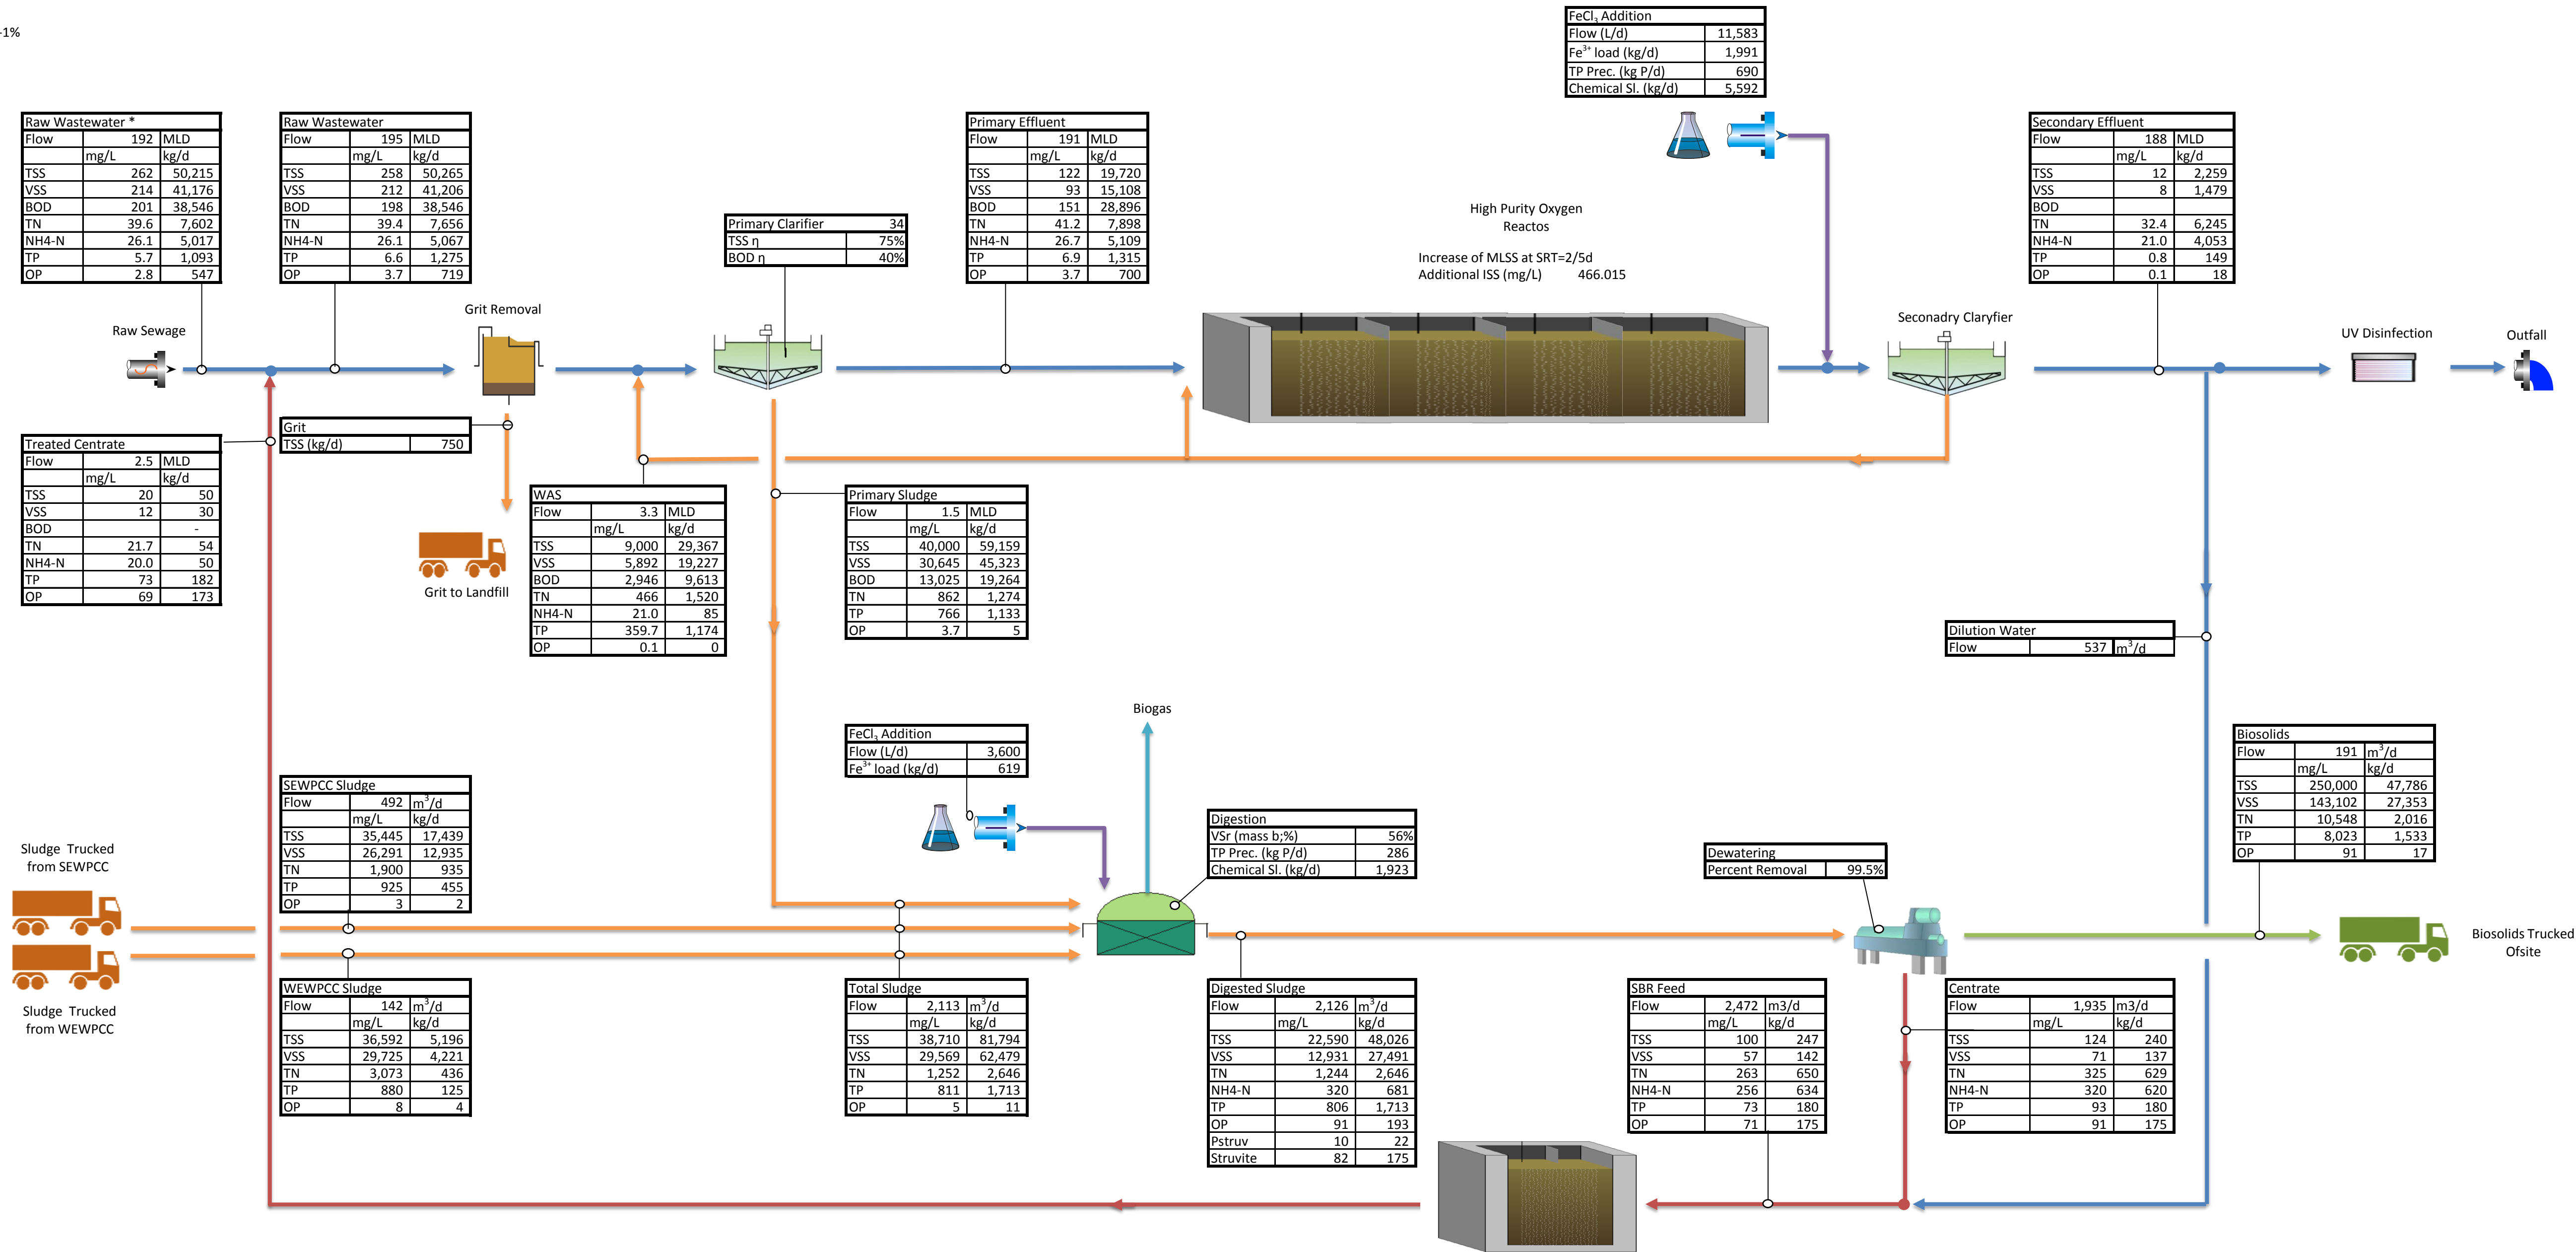 -1%
FeCl3 Addition
Flow (L/d) 11,583
Fe3+ load (kg/d) 1,991
TP Prec. (kg P/d) 690
Chemical Sl. (kg/d) 5,592
Raw Wastewater *
Flow 192 MLD
mg/L kg/d
TSS 262 50,215
VSS 214 41,176
BOD 201 38,546
TN 39.6 7,602
NH4-N 26.1 5,017
TP 5.7 1,093
OP 2.8 547
Raw Wastewater
Flow 195 MLD
mg/L kg/d
TSS 258 50,265
VSS 212 41,206
BOD 198 38,546
TN 39.4 7,656
NH4-N 26.1 5,067
TP 6.6 1,275
OP 3.7 719
Primary Clarifier 34
TSS η 75%
BOD η 40%
Primary Effluent
Flow 191 MLD
mg/L kg/d
TSS 122 19,720
VSS 93 15,108
BOD 151 28,896
TN 41.2 7,898
NH4-N 26.7 5,109
TP 6.9 1,315
OP 3.7 700
High Purity Oxygen
Reactos
Increase of MLSS at SRT=2/5d
Additional ISS (mg/L) 466.015
Secondary Effluent
Flow 188 MLD
mg/L kg/d
TSS 12 2,259
VSS 8 1,479
BOD
TN 32.4 6,245
NH4-N 21.0 4,053
TP 0.8 149
OP 0.1 18
Raw Sewage
Grit Removal
Seconadry Claryfier
UV Disinfection
Outfall
Grit
TSS (kg/d) 750
Treated Centrate
Flow 2.5 MLD
mg/L kg/d
TSS 20 50
VSS 12 30
BOD -
TN 21.7 54
NH4-N 20.0 50
TP 73 182
OP 69 173
Grit to Landfill
WAS
Flow 3.3 MLD
mg/L kg/d
TSS 9,000 29,367
VSS 5,892 19,227
BOD 2,946 9,613
TN 466 1,520
NH4-N 21.0 85
TP 359.7 1,174
OP 0.1 0
Primary Sludge
Flow 1.5 MLD
mg/L kg/d
TSS 40,000 59,159
VSS 30,645 45,323
BOD 13,025 19,264
TN 862 1,274
TP 766 1,133
OP 3.7 5
Dilution Water
Flow 537 m3/d
Biogas
FeCl3 Addition
Flow (L/d) 3,600
Fe3+ load (kg/d) 619
Biosolids
Flow 191 m3/d
mg/L kg/d
TSS 250,000 47,786
VSS 143,102 27,353
TN 10,548 2,016
TP 8,023 1,533
OP 91 17
SEWPCC Sludge
Flow 492 m3/d
mg/L kg/d
TSS 35,445 17,439
VSS 26,291 12,935
TN 1,900 935
TP 925 455
OP 3 2
Digestion
VSr (mass b;%) 56%
TP Prec. (kg P/d) 286
Chemical Sl. (kg/d) 1,923
Dewatering
Percent Removal 99.5%
Sludge Trucked
from SEWPCC
Sludge Trucked
from WEWPCC
Biosolids Trucked
Ofsite
WEWPCC Sludge
Flow 142 m3/d
mg/L kg/d
TSS 36,592 5,196
VSS 29,725 4,221
TN 3,073 436
TP 880 125
OP 8 4
Total Sludge
Flow 2,113 m3/d
mg/L kg/d
TSS 38,710 81,794
VSS 29,569 62,479
TN 1,252 2,646
TP 811 1,713
OP 5 11
Digested Sludge
Flow 2,126 m3/d
mg/L kg/d
TSS 22,590 48,026
VSS 12,931 27,491
TN 1,244 2,646
NH4-N 320 681
TP 806 1,713
OP 91 193
Pstruv 10 22
Struvite 82 175
SBR Feed
Flow 2,472 m3/d
mg/L kg/d
TSS 100 247
VSS 57 142
TN 263 650
NH4-N 256 634
TP 73 180
OP 71 175
Centrate
Flow 1,935 m3/d
mg/L kg/d
TSS 124 240
VSS 71 137
TN 325 629
NH4-N 320 620
TP 93 180
OP 91 175